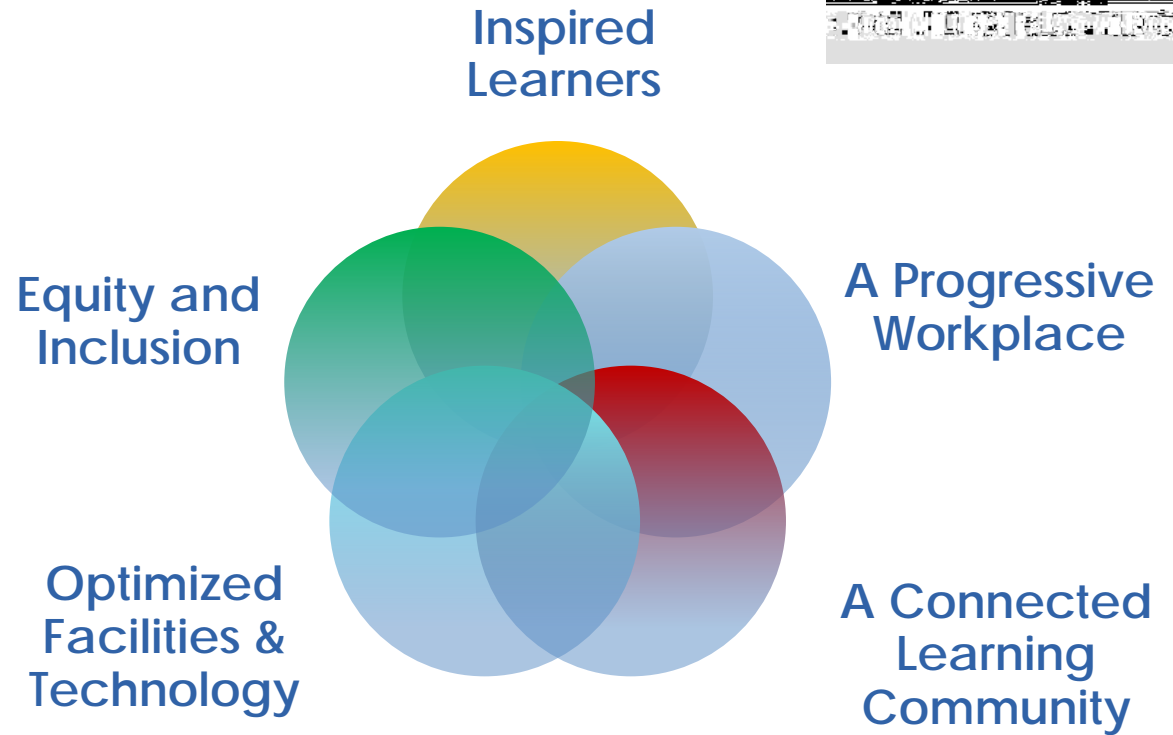 Inspired
Learners
Equity and
Inclusion
A Progressive
Workplace
Optimized
Facilities &
Technology
A Connected
Learning
Community